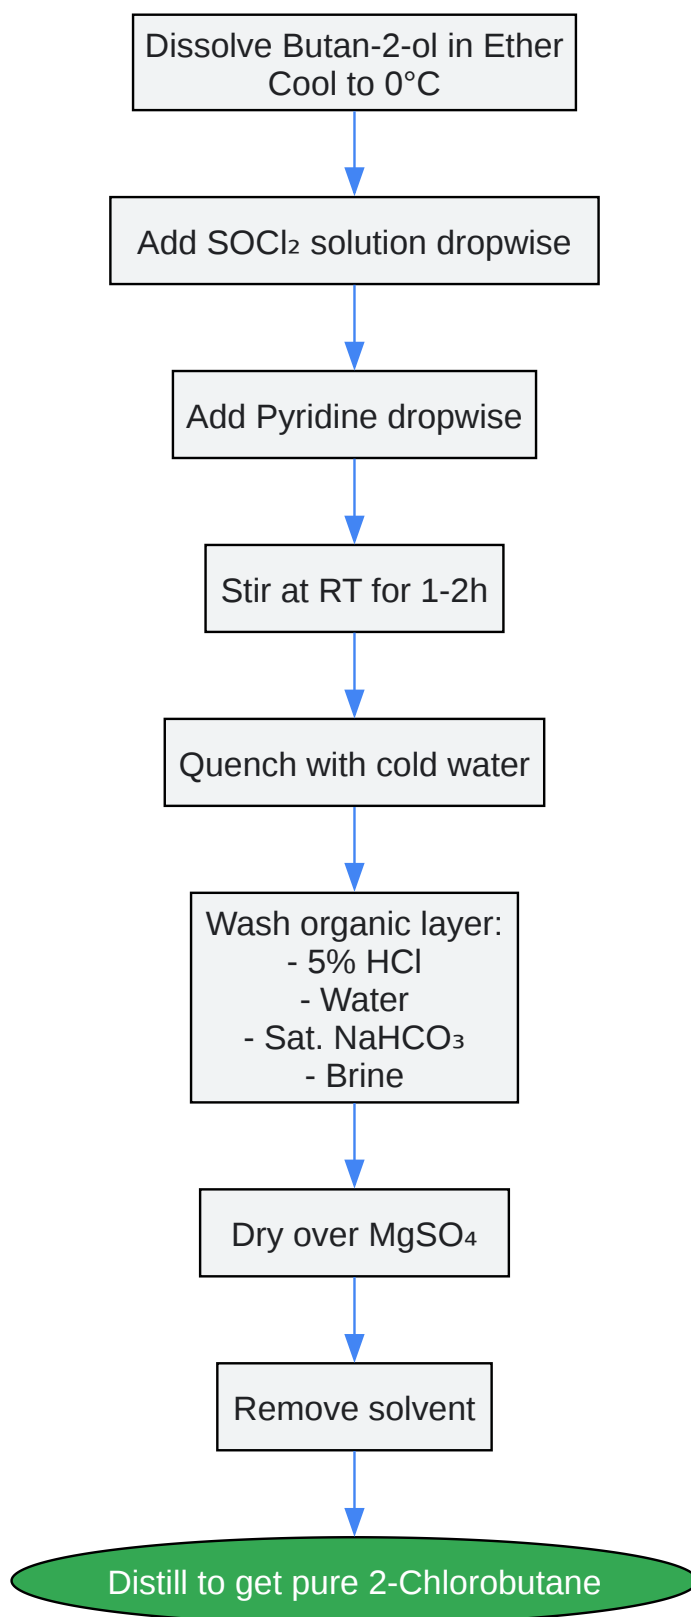 Dissolve Butan-2-ol in Ether
Cool to 0°C
Add SOCl₂ solution dropwise
Add Pyridine dropwise
Stir at RT for 1-2h
Quench with cold water
Wash organic layer:
- 5% HCl
- Water
- Sat. NaHCO₃
- Brine
Dry over MgSO₄
Remove solvent
Distill to get pure 2-Chlorobutane